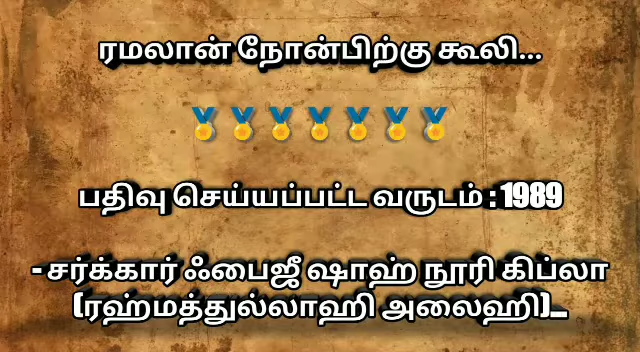 ரமலான் நோன்பிற்கு கூலி...
🏅🏅🏅🏅🏅🏅🏅
பதிவு செய்யப்பட்ட வருடம் : 1989
- சர்க்கார் ஃபைஜீ ஷாஹ் நூரி கிப்லா
(ரஹ்மத்துல்லாஹி அலைஹி)...